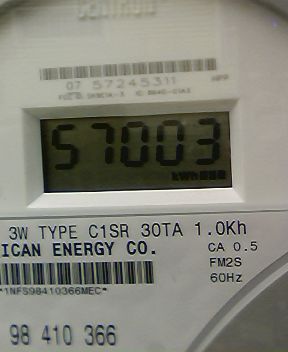 CENTRON
07 57245311
57003
kWh
3W TYPE C1SR 30TA 1.0Kh
ICAN ENERGY CO.
CA 0.5
FM2S
60Hz
*1NFS98410366MEC*
98 410 366